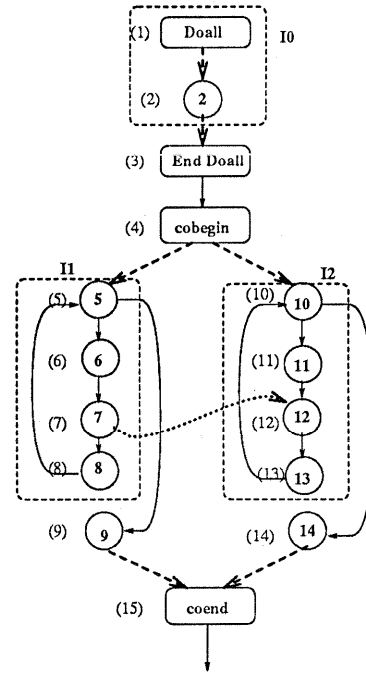 (1) Doall I0
(2) 2
(3) End Doall
(4) cobegin
I1 I2
(5) 5 (10) 10
(6) 6 (11) 11
(7) 7 (12) 12
(8) 8 (13) 13
(9) 9 (14) 14
(15) coend